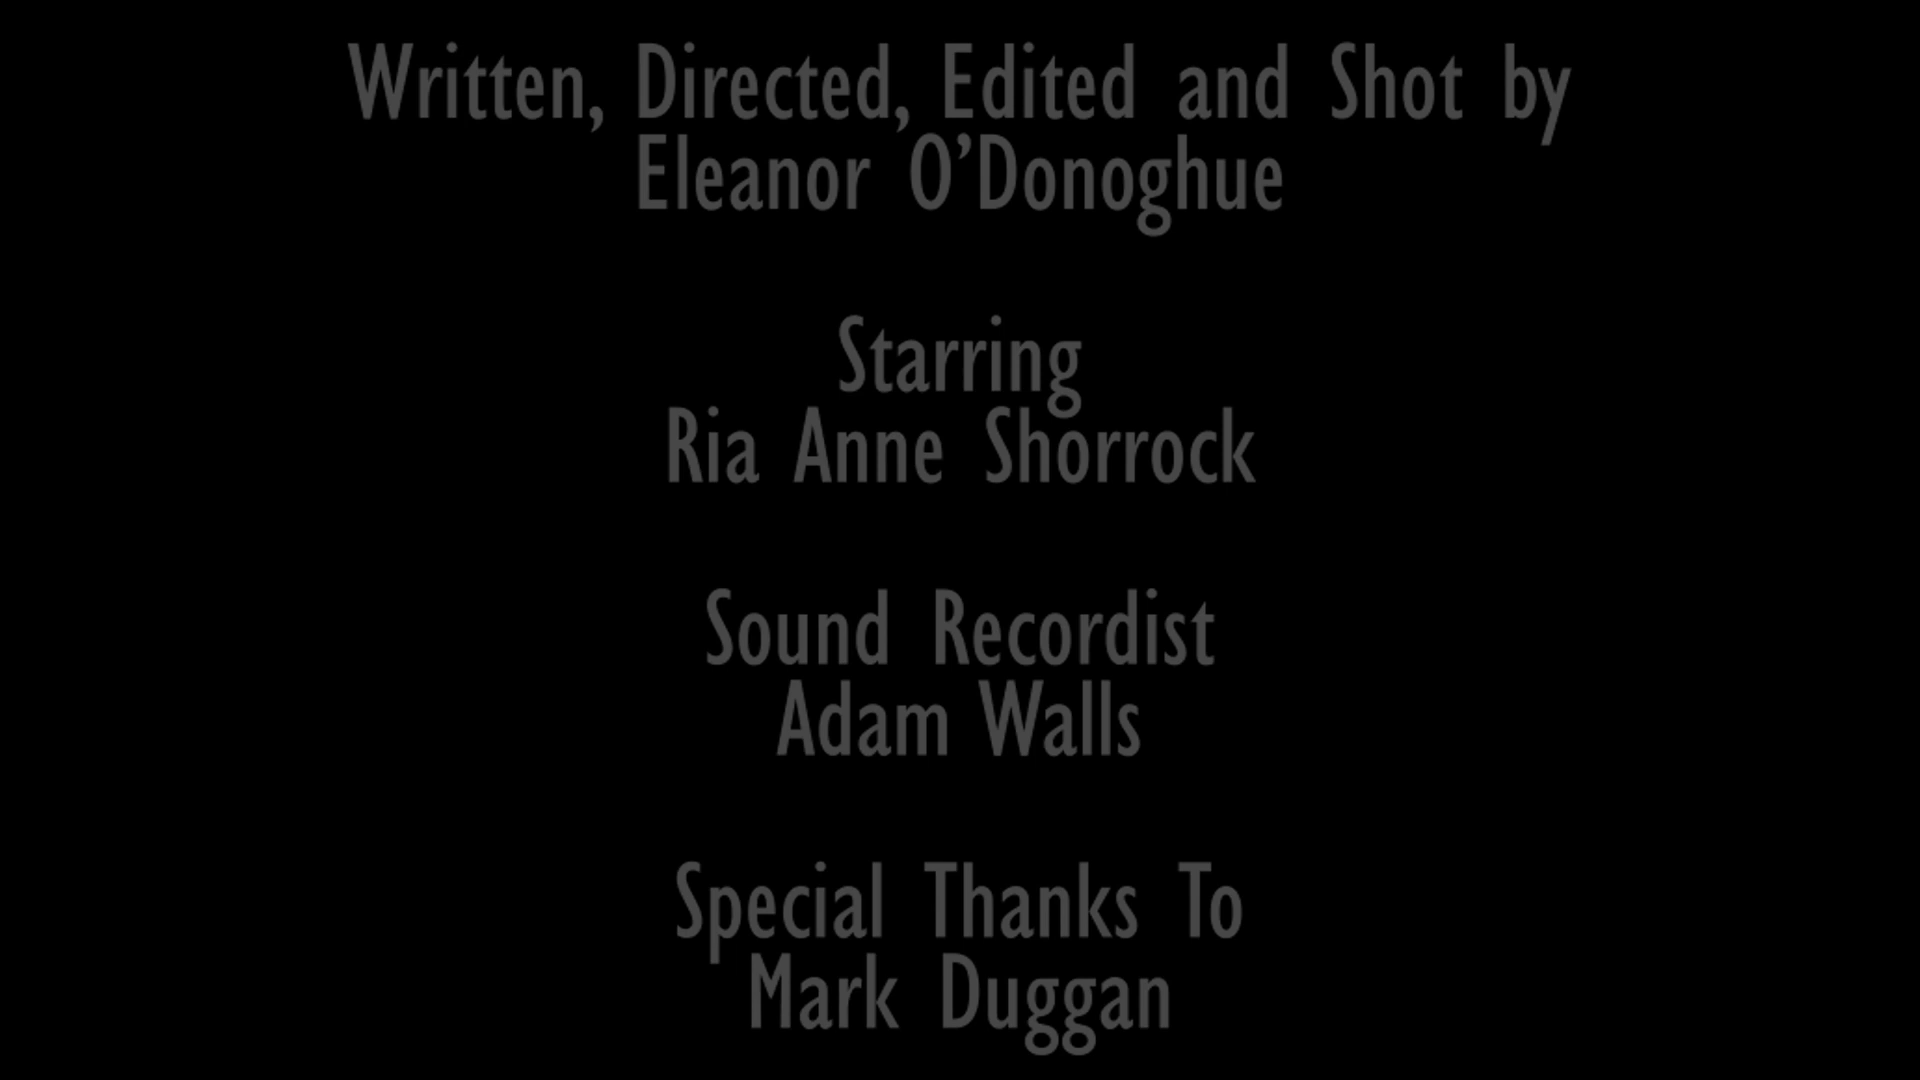 Written, Directed, Edited and Shot by
Eleanor O’Donoghue
Starring
Ria Anne Shorrock
Sound Recordist
Adam Walls
Special Thanks To
Mark Duggan